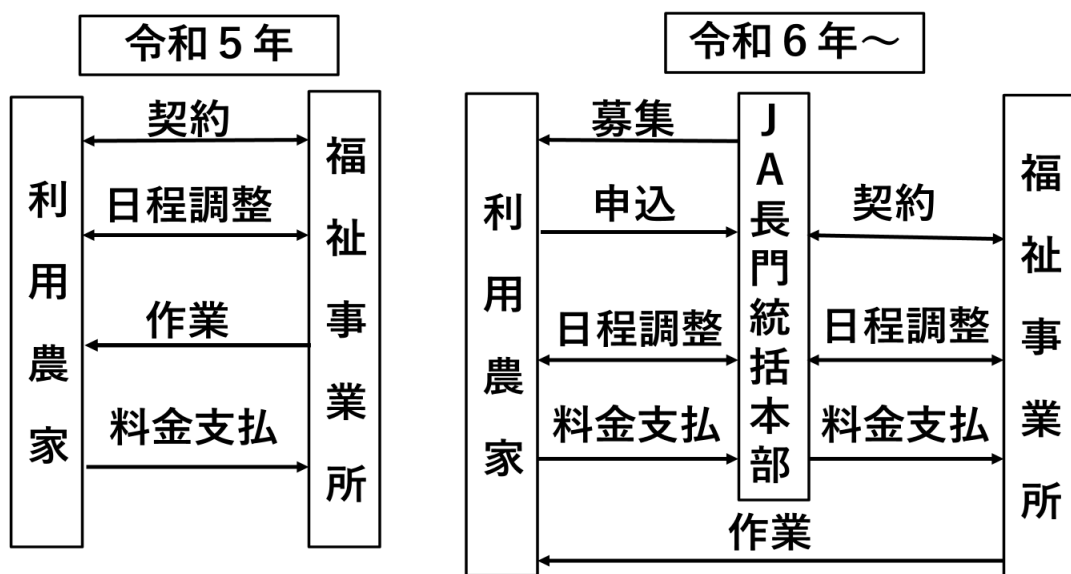 令和５年
利用農家
契約
日程調整
作業
料金支払
福祉事業所
令和６年～
利用農家
募集
申込
日程調整
料金支払
ＪＡ長門統括本部
契約
日程調整
料金支払
作業
福祉事業所